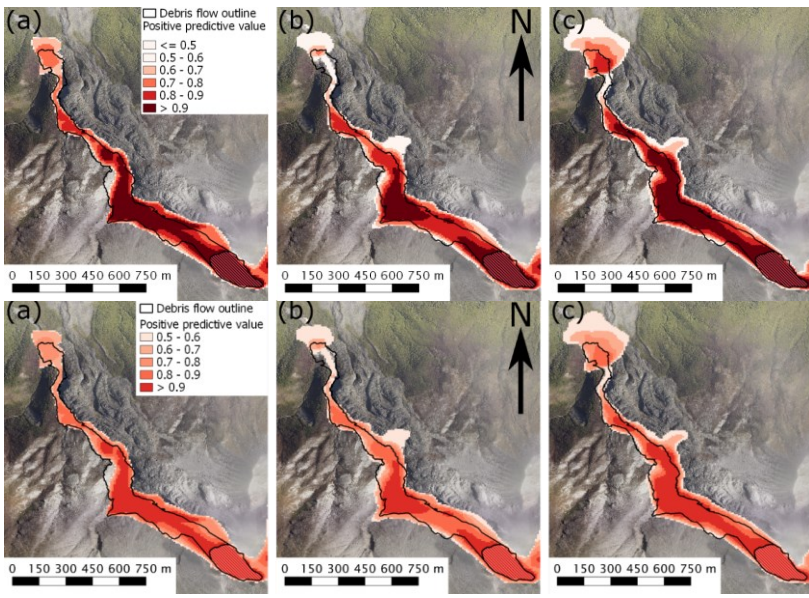 (a)
Debris flow outline
Positive predictive value
<= 0.5
0.5 - 0.6
0.6 - 0.7
0.7 - 0.8
0.8 - 0.9
> 0.9
0 150 300 450 600 750 m
(b)
N
0 150 300 450 600 750 m
(c)
0 150 300 450 600 750 m
(a)
Debris flow outline
Positive predictive value
0.5 - 0.6
0.6 - 0.7
0.7 - 0.8
0.8 - 0.9
> 0.9
0 150 300 450 600 750 m
(b)
N
0 150 300 450 600 750 m
(c)
0 150 300 450 600 750 m